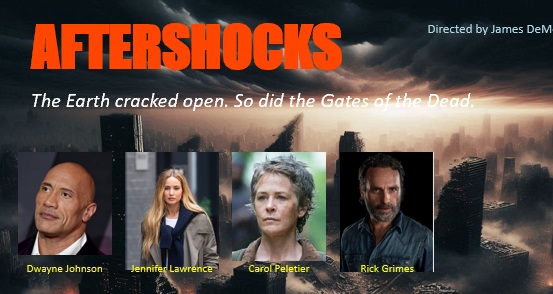 AFTERSHOCKS
Directed by James DeM
The Earth cracked open. So did the Gates of the Dead.
Dwayne Johnson
Jennifer Lawrence
Carol Peletier
Rick Grimes